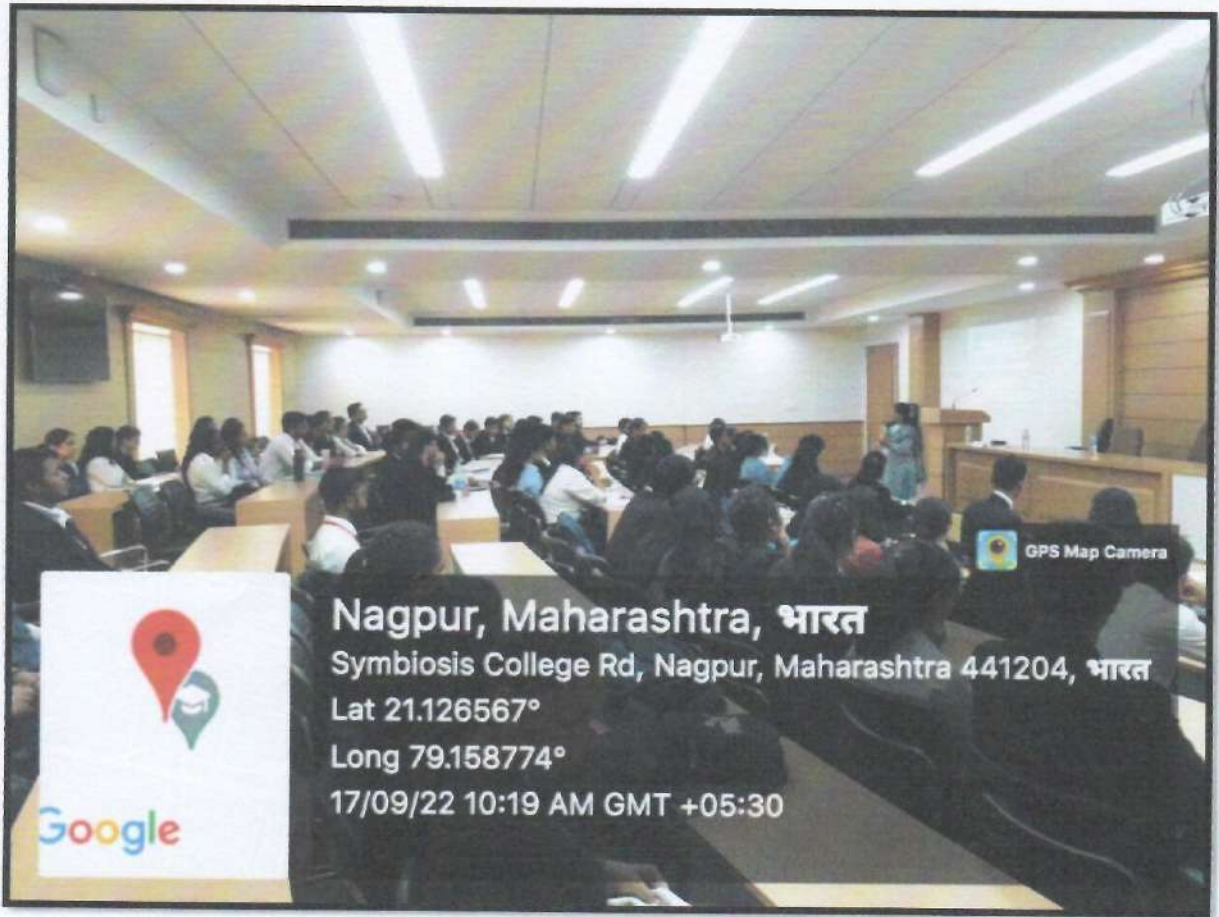 GPS Map Camera
Nagpur, Maharashtra, भारत
Symbiosis College Rd, Nagpur, Maharashtra 441204, भारत
Lat 21.126567°
Long 79.158774°
17/09/22 10:19 AM GMT +05:30
Google